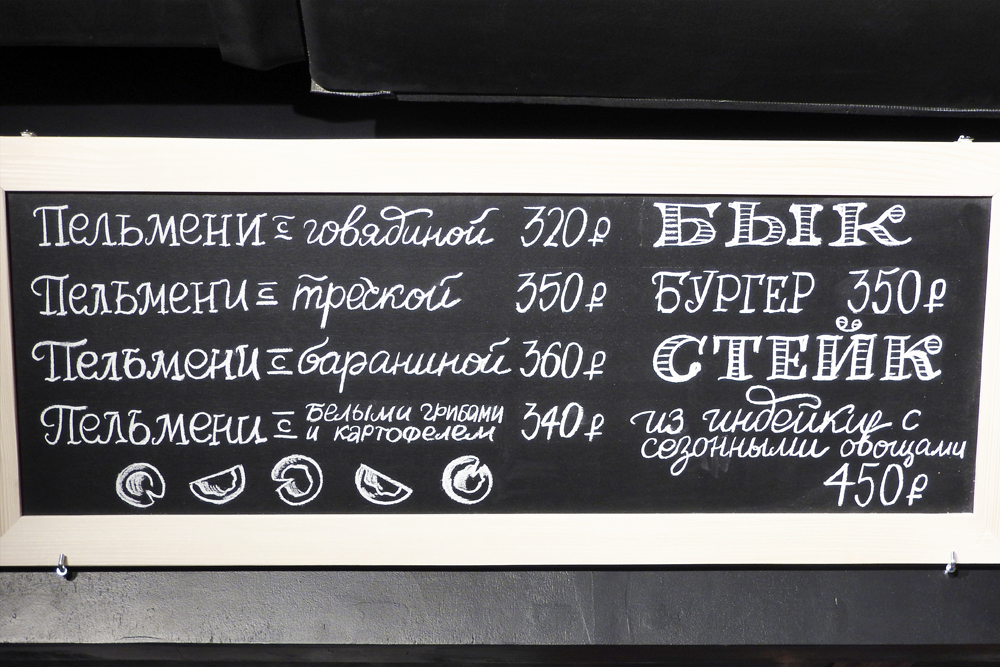 Пельмени с говядиной 320₽
Пельмени с треской 350₽
Пельмени с бараниной 360₽
Пельмени с белыми грибами
и картофелем 340₽
БЫК
БУРГЕР 350₽
СТЕЙК
из индейки с
сезонными овощами
450₽